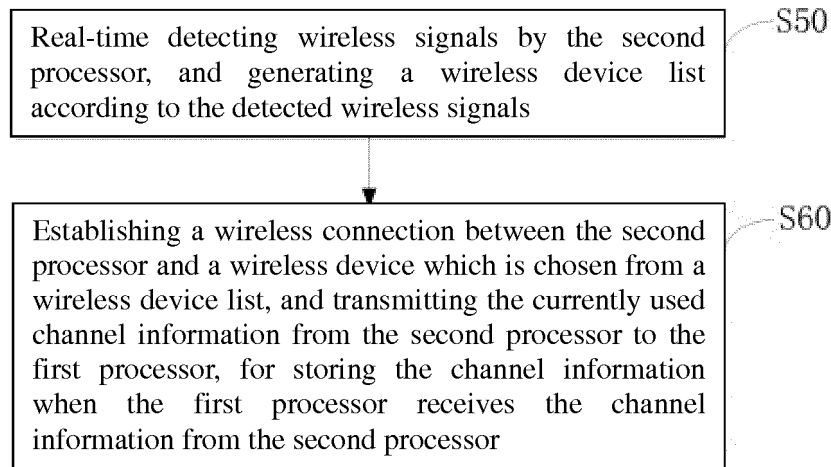 Real-time detecting wireless signals by the second
processor, and generating a wireless device list
according to the detected wireless signals
S50
Establishing a wireless connection between the second
processor and a wireless device which is chosen from a
wireless device list, and transmitting the currently used
channel information from the second processor to the
first processor, for storing the channel information
when the first processor receives the channel
information from the second processor
S60